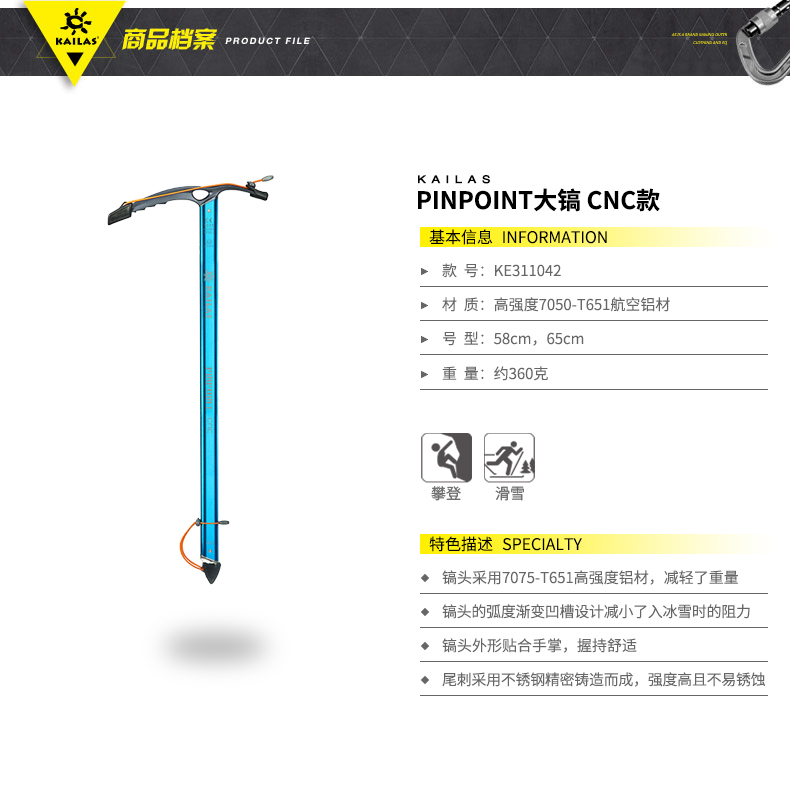 KAILAS
商品档案 PRODUCT FILE
KAILAS
PINPOINT大镐 CNC款
基本信息 INFORMATION
款 号：KE311042
材 质：高强度7050-T651航空铝材
号 型：58cm，65cm
重 量：约360克
攀登 滑雪
特色描述 SPECIALTY
镐头采用7075-T651高强度铝材，减轻了重量
镐头的弧度渐变凹槽设计减小了入冰雪时的阻力
镐头外形贴合手掌，握持舒适
尾刺采用不锈钢精密铸造而成，强度高且不易锈蚀